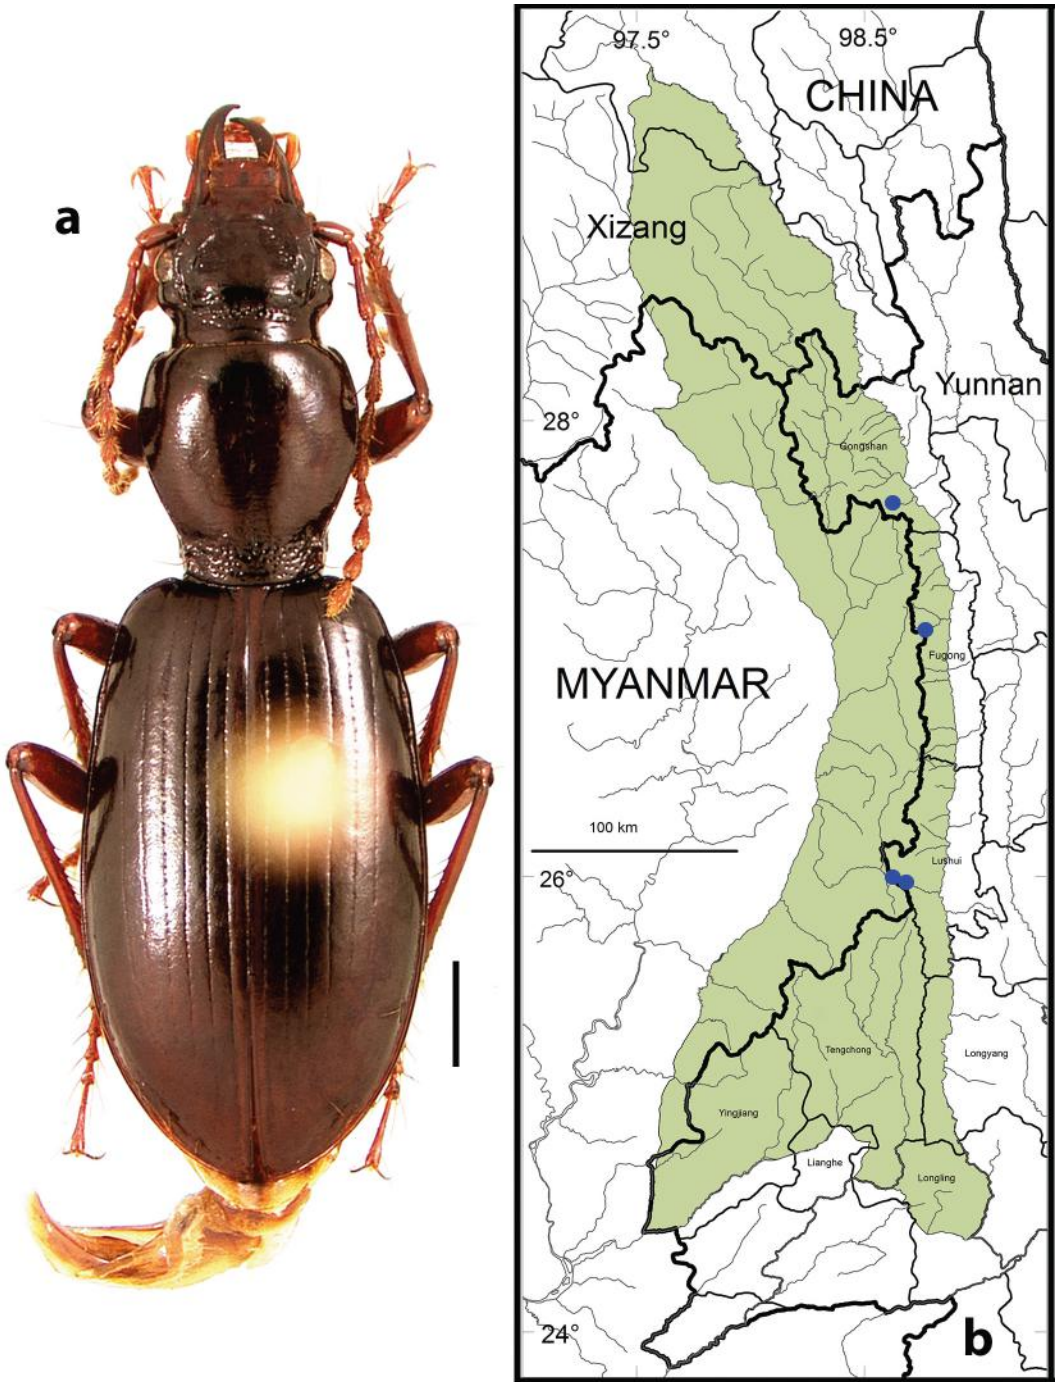 a
97.5°
98.5°
CHINA
Xizang
Yunnan
28°
Gongshan
Fugong
MYANMAR
100 km
Lushui
26°
Tengchong
Longyang
Yingjiang
Lianghe
Longling
24°
b